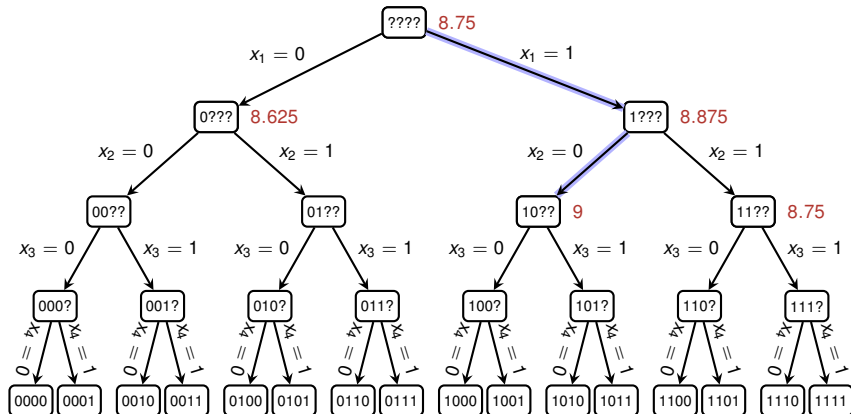 ???? 8.75
x₁ = 0 x₁ = 1
0??? 8.625 1??? 8.875
x₂ = 0 x₂ = 1 x₂ = 0 x₂ = 1
00?? 01?? 10?? 9 11?? 8.75
x₃ = 0 x₃ = 1 x₃ = 0 x₃ = 1 x₃ = 0 x₃ = 1 x₃ = 0 x₃ = 1
000? 001? 010? 011? 100? 101? 110? 111?
x₄ = 0 x₄ = 1 x₄ = 0 x₄ = 1 x₄ = 0 x₄ = 1 x₄ = 0 x₄ = 1 x₄ = 0 x₄ = 1 x₄ = 0 x₄ = 1 x₄ = 0 x₄ = 1 x₄ = 0 x₄ = 1
0000 0001 0010 0011 0100 0101 0110 0111 1000 1001 1010 1011 1100 1101 1110 1111